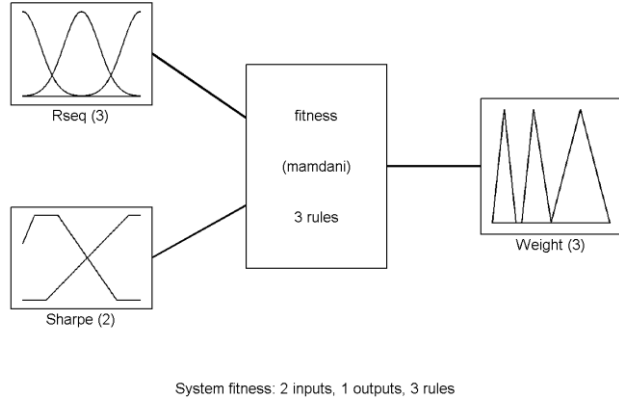 Rseq (3)
fitness
(mamdani)
3 rules
Sharpe (2)
Weight (3)
System fitness: 2 inputs, 1 outputs, 3 rules